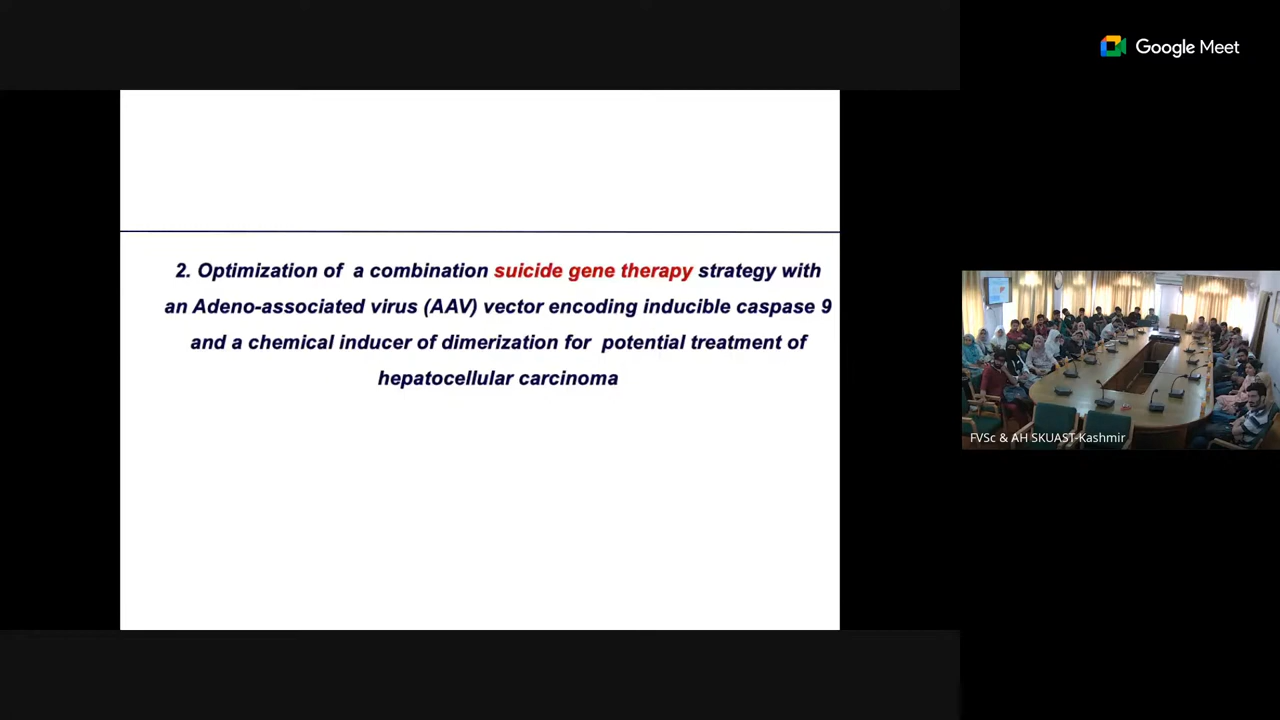 Google Meet
2. Optimization of a combination suicide gene therapy strategy with
an Adeno-associated virus (AAV) vector encoding inducible caspase 9
and a chemical inducer of dimerization for potential treatment of
hepatocellular carcinoma
FVSc & AH SKUAST-Kashmir